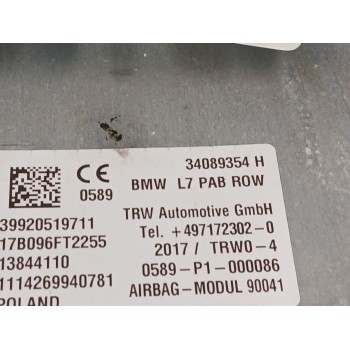 34089354 H
CE
BMW L7 PAB ROW
0589
39920519711
TRW Automotive GmbH
17B096FT2255
Tel. +497172302-0
13844110
2017/ TRW0-4
1114269940781
0589-P1-000086
POLAND
AIRBAG-MODUL 90041